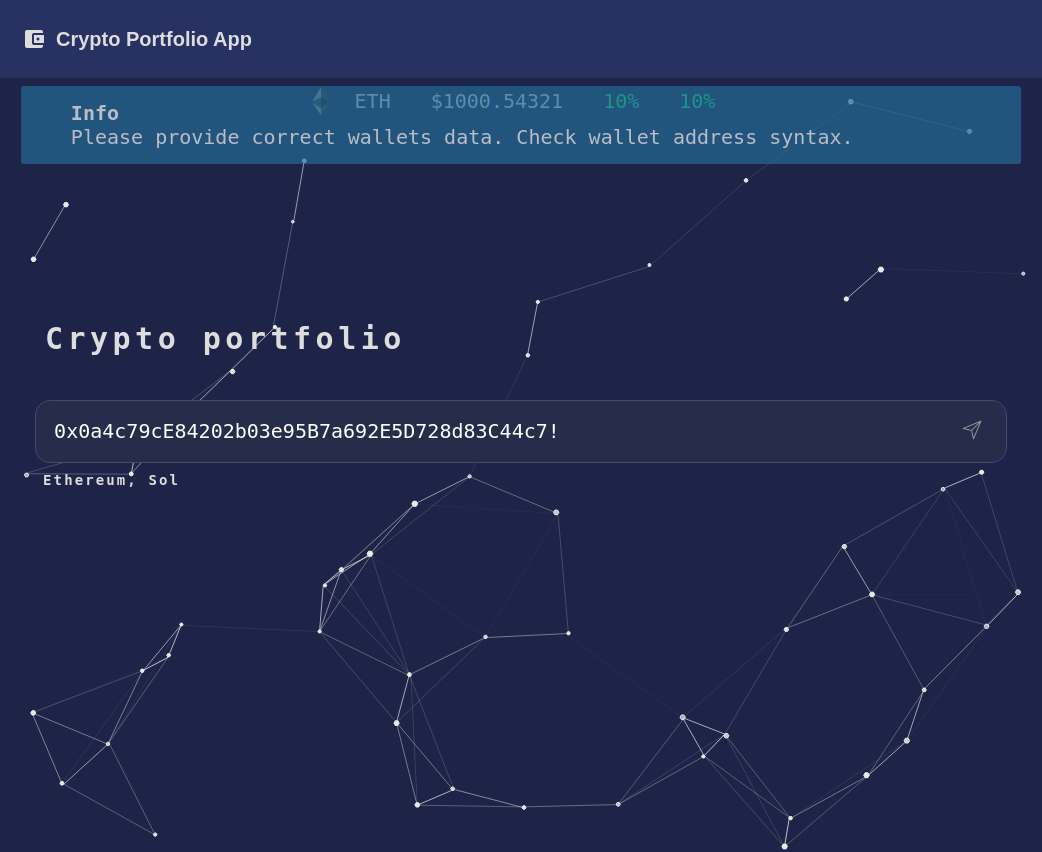 Crypto Portfolio App
ETH $1000.54321 10% 10%
Info
Please provide correct wallets data. Check wallet address syntax.
Crypto portfolio
0x0a4c79cE84202b03e95B7a692E5D728d83C44c7!
Ethereum, Sol